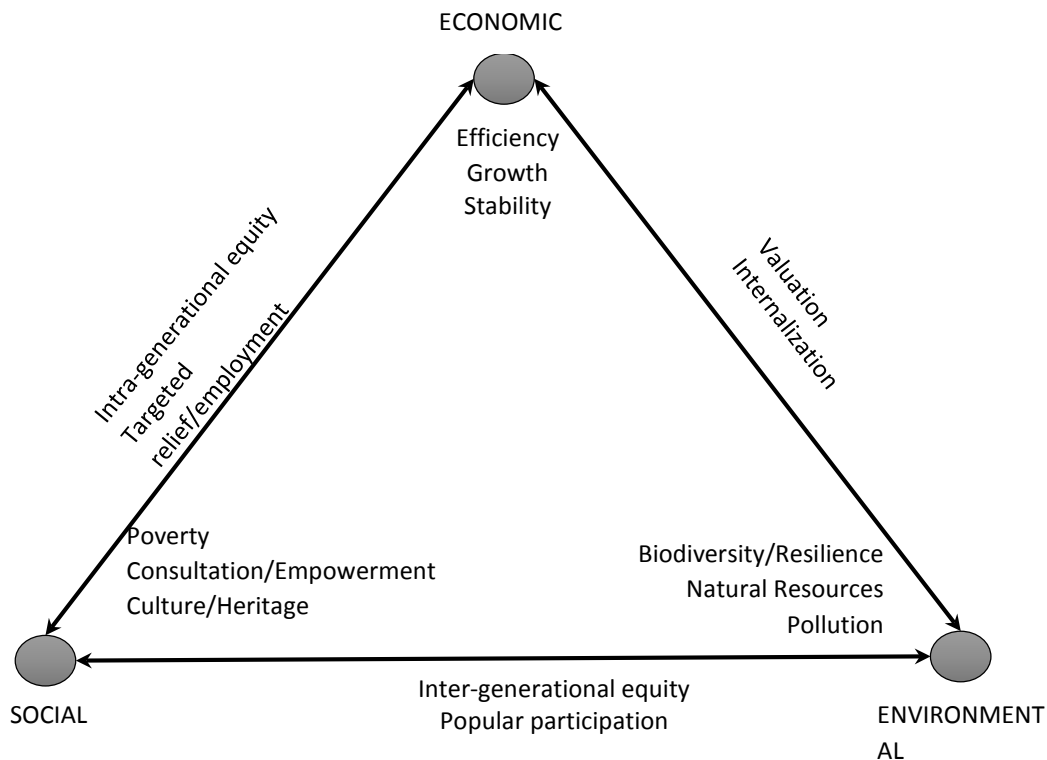 ECONOMIC
Efficiency
Growth
Stability
Intra-generational equity
Targeted
relief/employment
Valuation
Internalization
Poverty
Consultation/Empowerment
Culture/Heritage
Biodiversity/Resilience
Natural Resources
Pollution
Inter-generational equity
Popular participation
SOCIAL
ENVIRONMENT
AL